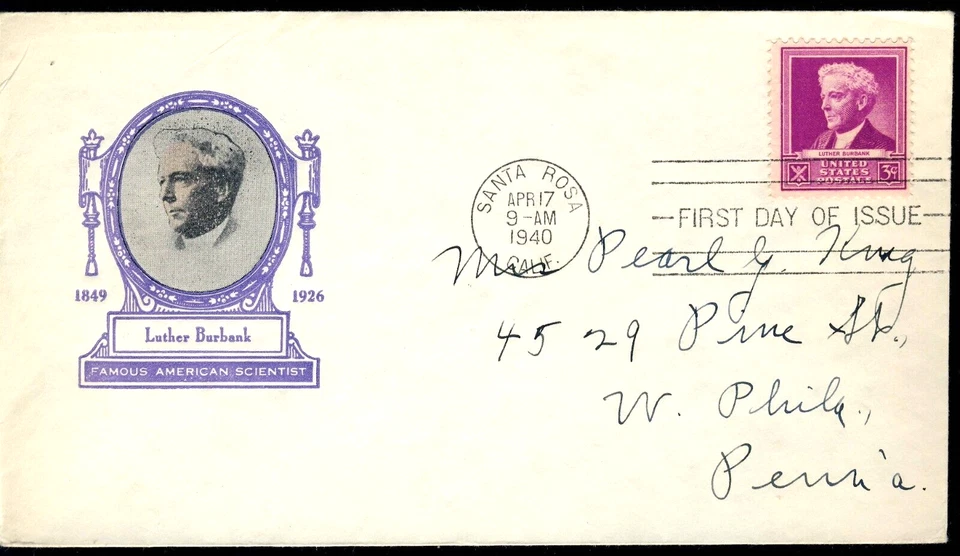 1849 1926
Luther Burbank
FAMOUS AMERICAN SCIENTIST
SANTA ROSA
APR 17
9-AM
1940
CALIF.
LUTHER BURBANK
UNITED
STATES
POSTAGE
3¢
FIRST DAY OF ISSUE
Mrs Pearl G. King
4529 Pine St.,
W. Phila.,
Penn'a.